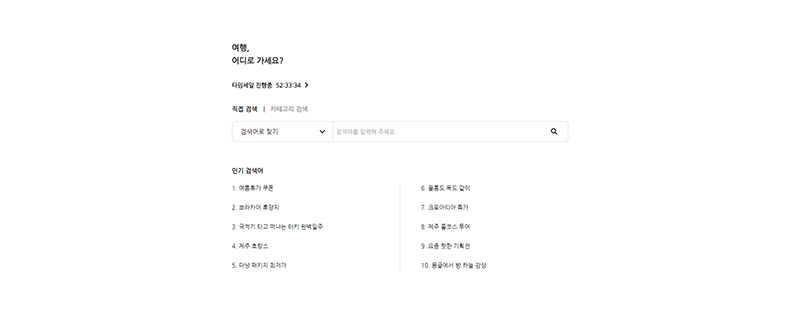 여행,
어디로 가세요?
타임세일 진행중 52:33:34
직접 검색 | 카테고리 검색
검색어로 찾기
검색어를 입력해 주세요.
인기 검색어
1. 여름휴가 쿠폰
2. 보라카이 휴양지
3. 국적기 타고 떠나는 터키 완벽일주
4. 제주 호캉스
5. 다낭 패키지 최저가
6. 울릉도 독도 같이
7. 크로아티아 특가
8. 제주 풀코스 투어
9. 요즘 핫한 기획전
10. 몽골에서 밤 하늘 감상